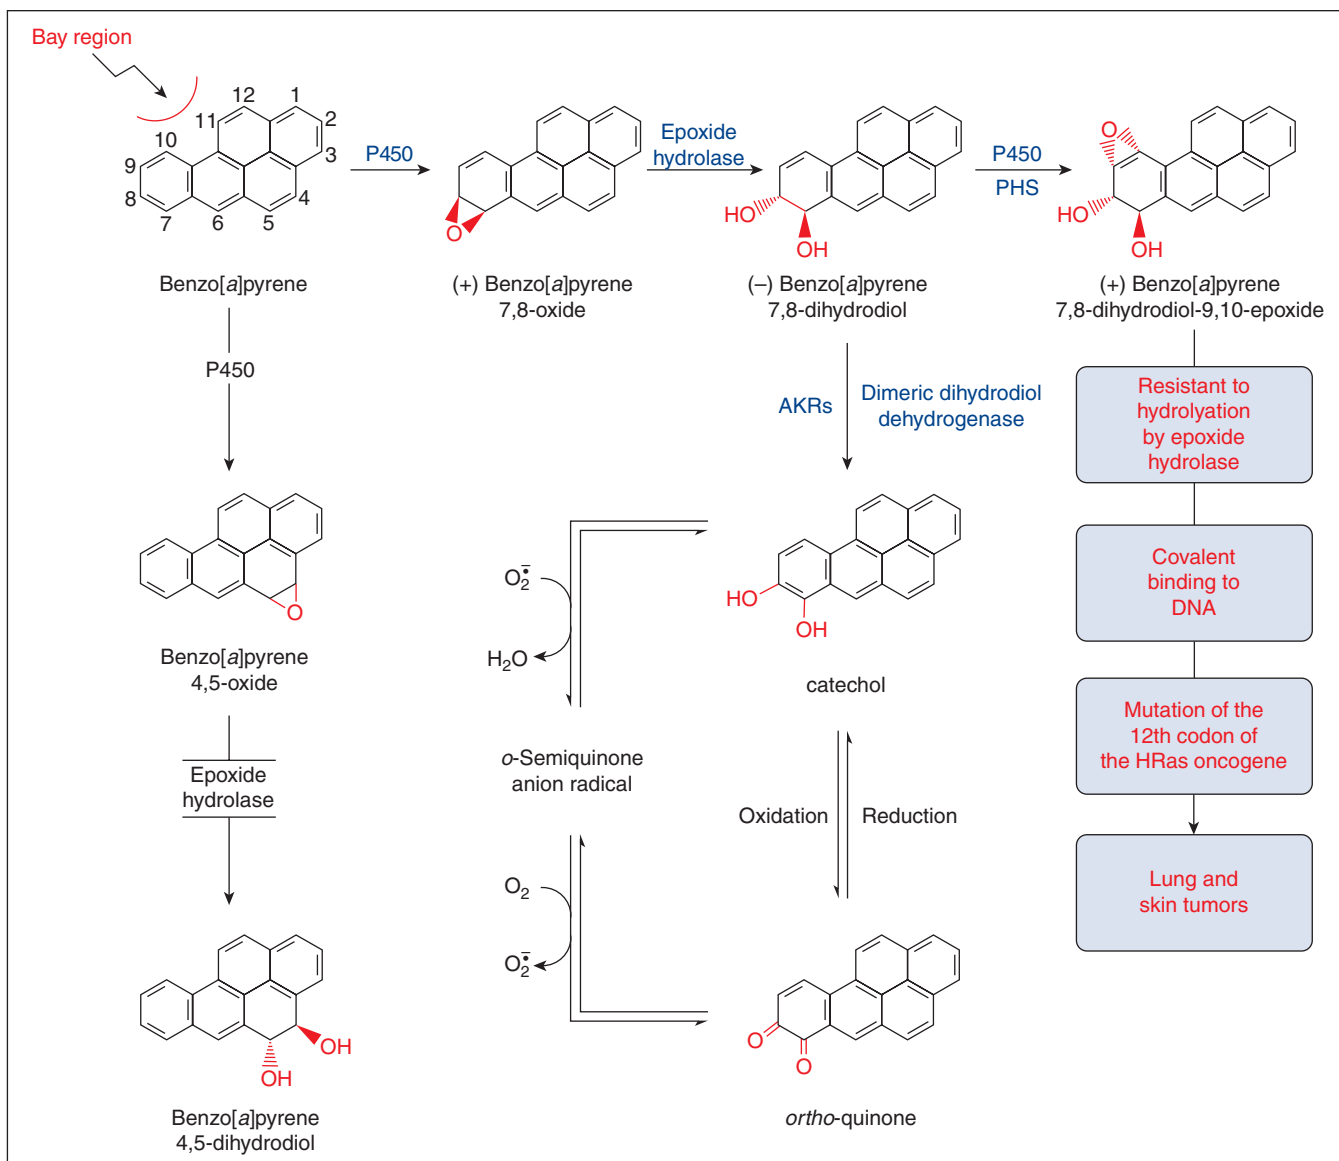 Bay region
12
1
11
2
10
3
9
8
4
7
6
5
P450
O
Epoxide
hydrolase
HO
OH
P450
PHS
O
HO
OH
Benzo[a]pyrene
(+) Benzo[a]pyrene
7,8-oxide
(–) Benzo[a]pyrene
7,8-dihydrodiol
(+) Benzo[a]pyrene
7,8-dihydrodiol-9,10-epoxide
P450
AKRs
Dimeric dihydrodiol
dehydrogenase
Resistant to
hydrolyation
by epoxide
hydrolase
O
Benzo[a]pyrene
4,5-oxide
O2•̄
H2O
HO
OH
catechol
Covalent
binding to
DNA
Epoxide
hydrolase
o-Semiquinone
anion radical
Oxidation
Reduction
Mutation of the
12th codon of
the HRas oncogene
O2
O2•̄
Lung and
skin tumors
OH
OH
Benzo[a]pyrene
4,5-dihydrodiol
O
O
ortho-quinone